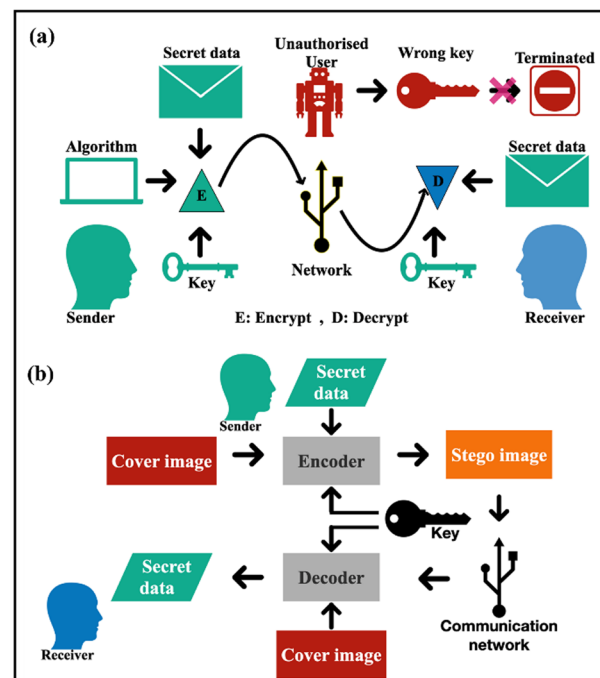 (a)
Secret data
Unauthorised
User
Wrong key
Terminated
Algorithm
Secret data
E
D
Key
Network
Key
Sender
Receiver
E: Encrypt , D: Decrypt
(b)
Secret
data
Sender
Cover image
Encoder
Stego image
Key
Secret
data
Decoder
Communication
network
Receiver
Cover image